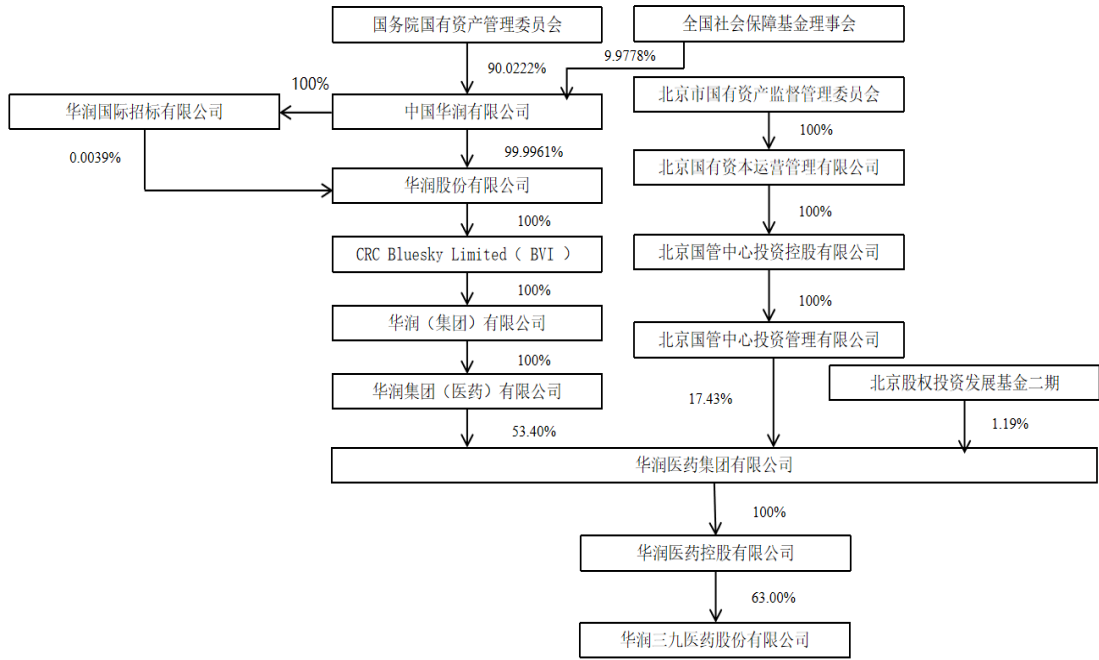 国务院国有资产管理委员会
全国社会保障基金理事会
90.0222%
9.9778%
北京市国有资产监督管理委员会
100%
华润国际招标有限公司
中国华润有限公司
100%
0.0039%
99.9961%
北京国有资本运营管理有限公司
华润股份有限公司
100%
100%
CRC Bluesky Limited（ BVI ）
北京国管中心投资控股有限公司
100%
100%
华润（集团）有限公司
北京国管中心投资管理有限公司
100%
华润集团（医药）有限公司
北京股权投资发展基金二期
17.43%
53.40%
1.19%
华润医药集团有限公司
100%
华润医药控股有限公司
63.00%
华润三九医药股份有限公司